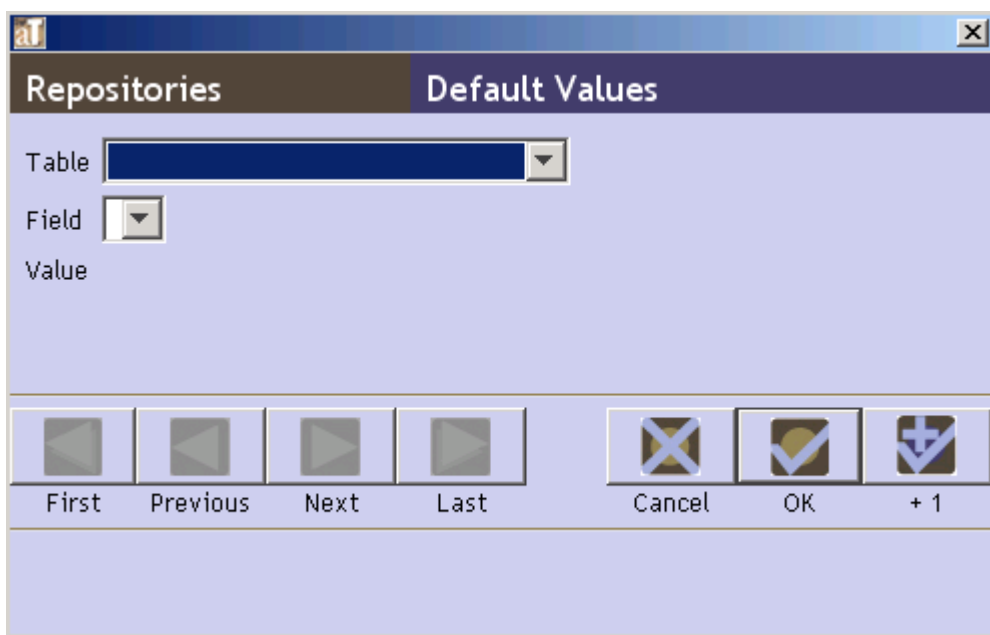 aT
Repositories Default Values
Table
Field
Value
First Previous Next Last Cancel OK + 1